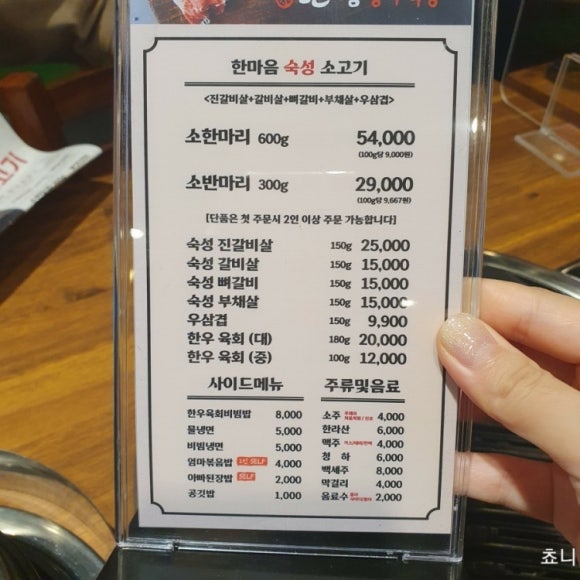 한마음 숙성 소고기
<진갈비살+갈비살+뼈갈비+부채살+우삼겹>
소한마리 600g 54,000
(100g당 9,000원)
소반마리 300g 29,000
(100g당 9,667원)
[단품은 첫 주문시 2인 이상 주문 가능합니다]
숙성 진갈비살 150g 25,000
숙성 갈비살 150g 15,000
숙성 뼈갈비 150g 15,000
숙성 부채살 150g 15,000
우삼겹 150g 9,900
한우 육회 (대) 180g 20,000
한우 육회 (중) 100g 12,000
사이드메뉴
한우육회비빔밥 8,000
물냉면 5,000
비빔냉면 5,000
엄마볶음밥 SELF 4,000
아빠된장밥 SELF 2,000
공깃밥 1,000
주류및음료
소주 4,000
한라산 6,000
맥주 4,000
청 하 6,000
백세주 8,000
막걸리 4,000
음료수 2,000
쵸니